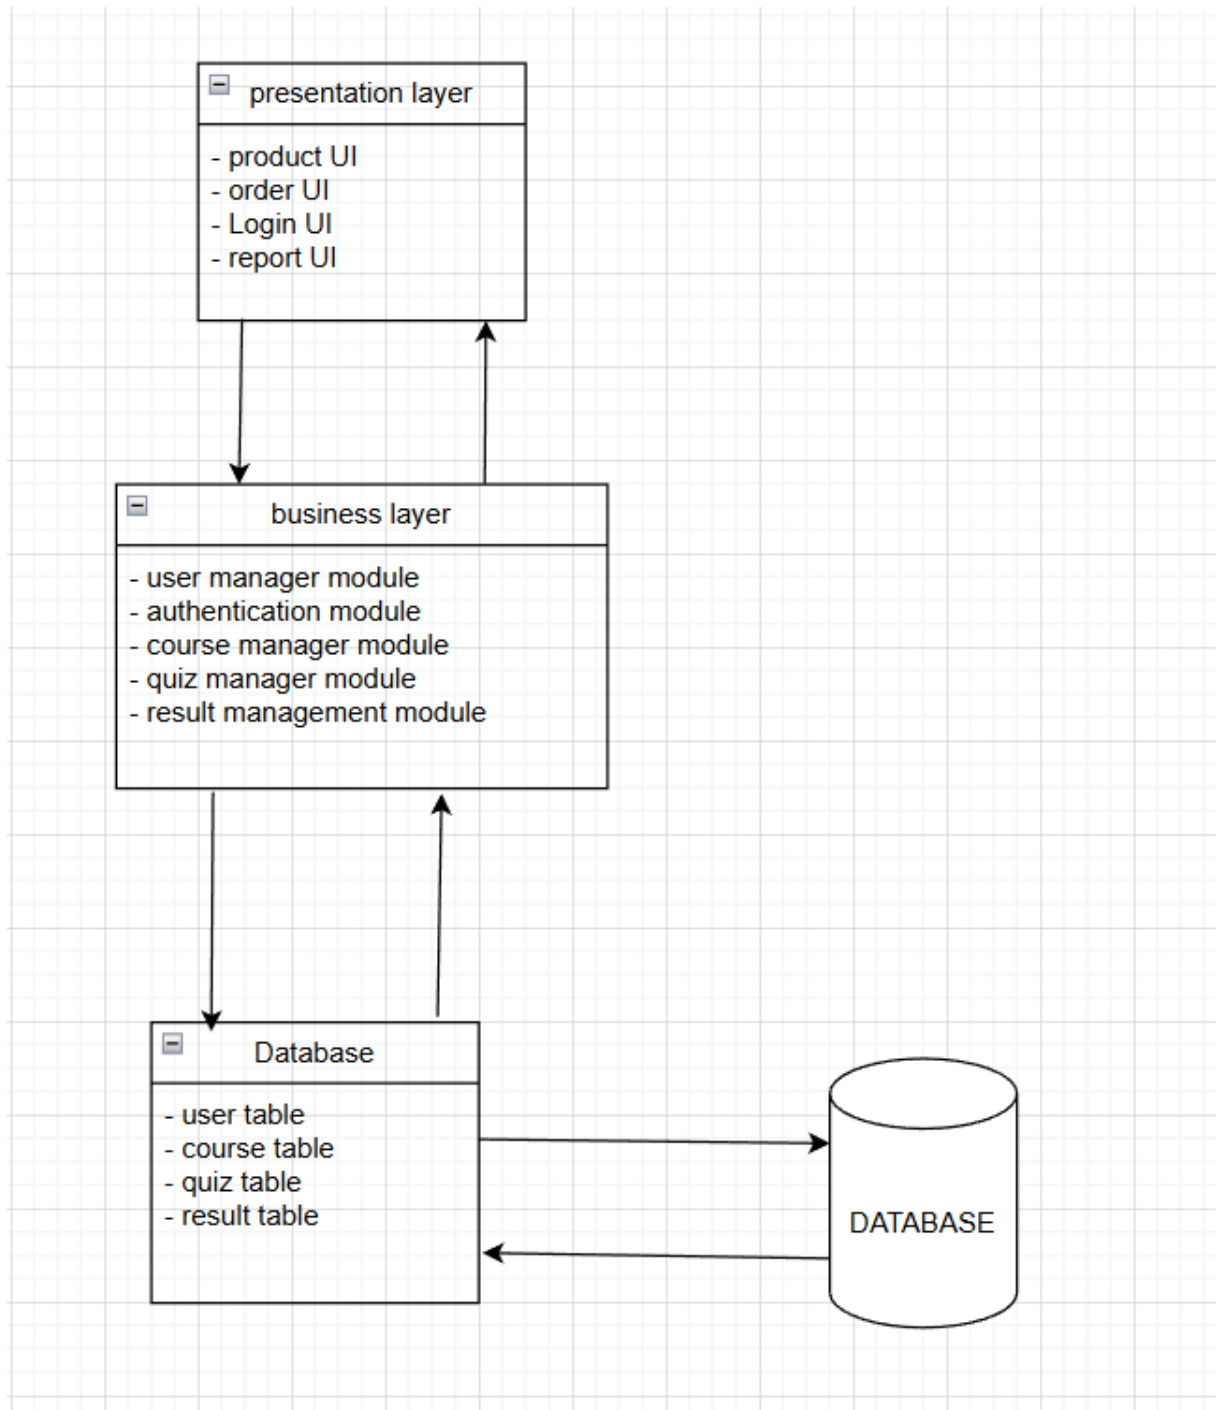 presentation layer
- product UI
- order UI
- Login UI
- report UI
business layer
- user manager module
- authentication module
- course manager module
- quiz manager module
- result management module
Database
- user table
- course table
- quiz table
- result table
DATABASE